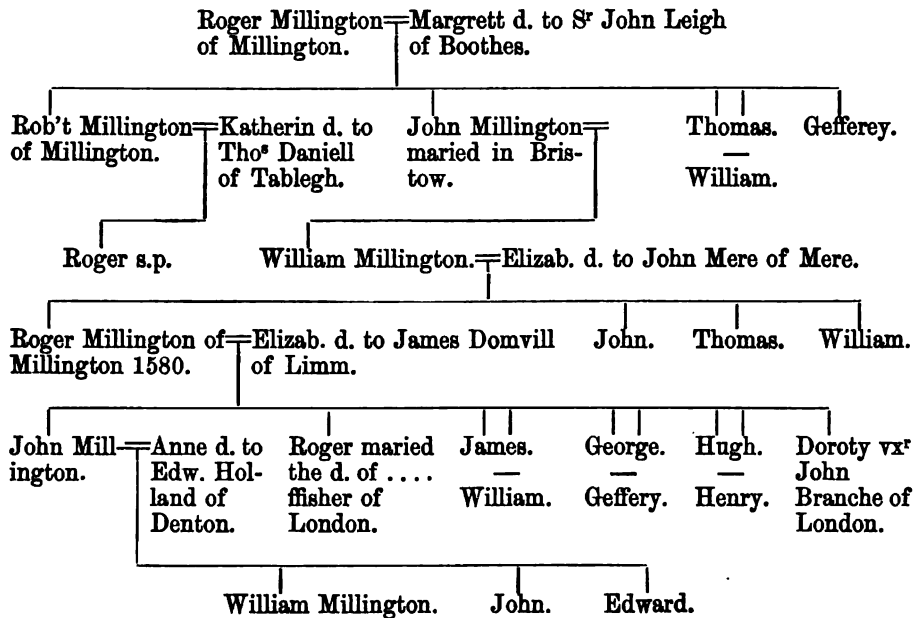 Roger Millington = Margrett d. to Sʳ John Leigh
of Millington. of Boothes.
Rob't Millington = Katherin d. to John Millington = Thomas. Gefferey.
of Millington. Thoˢ Daniell maried in Bris- —
of Tablegh. tow. William.
Roger s.p. William Millington. = Elizab. d. to John Mere of Mere.
Roger Millington of = Elizab. d. to James Domvill John. Thomas. William.
Millington 1580. of Limm.
John Mill- = Anne d. to Roger maried James. George. Hugh. Doroty vxʳ
ington. Edw. Hol- the d. of .... — — — John
land of ffisher of William. Geffery. Henry. Branche of
Denton. London. London.
William Millington. John. Edward.